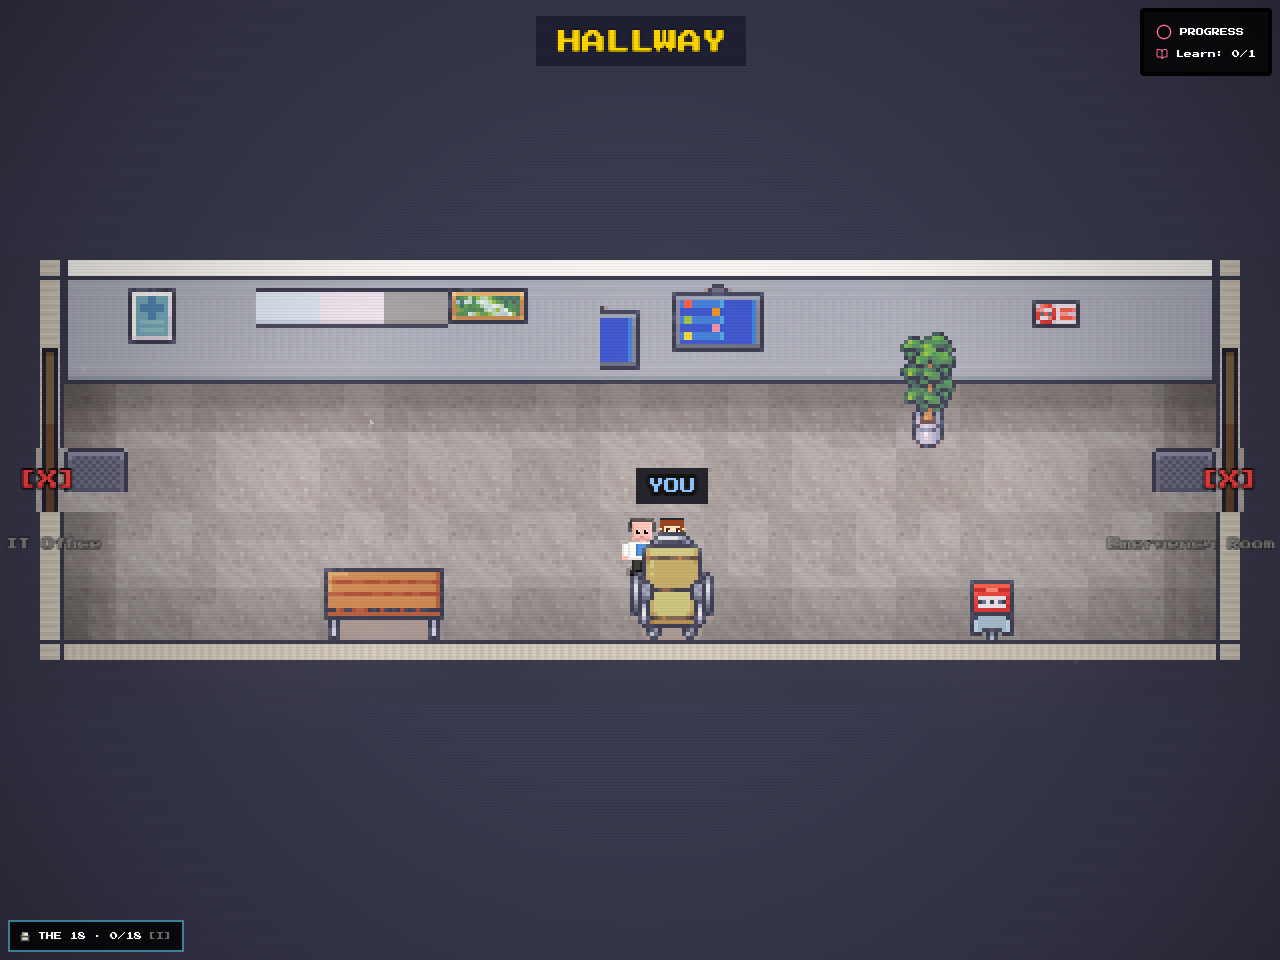 HALLWAY
PROGRESS
Learn: 0/1
YOU
[X]
[X]
IT Office
Emergency Room
THE 18 · 0/18 [I]